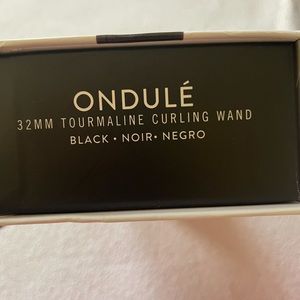 ONDULÉ
32MM TOURMALINE CURLING WAND
BLACK • NOIR• NEGRO